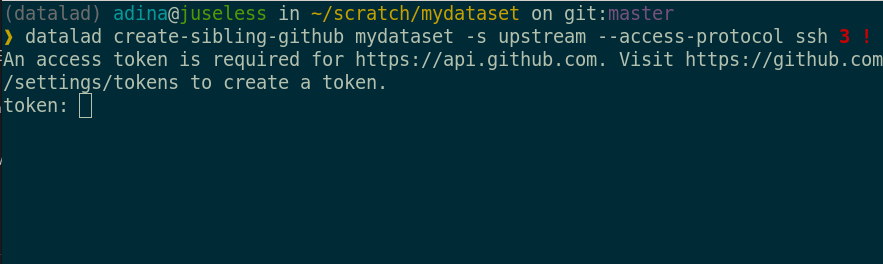 (datalad) adina@juseless in ~/scratch/mydataset on git:master
❱ datalad create-sibling-github mydataset -s upstream --access-protocol ssh 3 !
An access token is required for https://api.github.com. Visit https://github.com
/settings/tokens to create a token.
token: